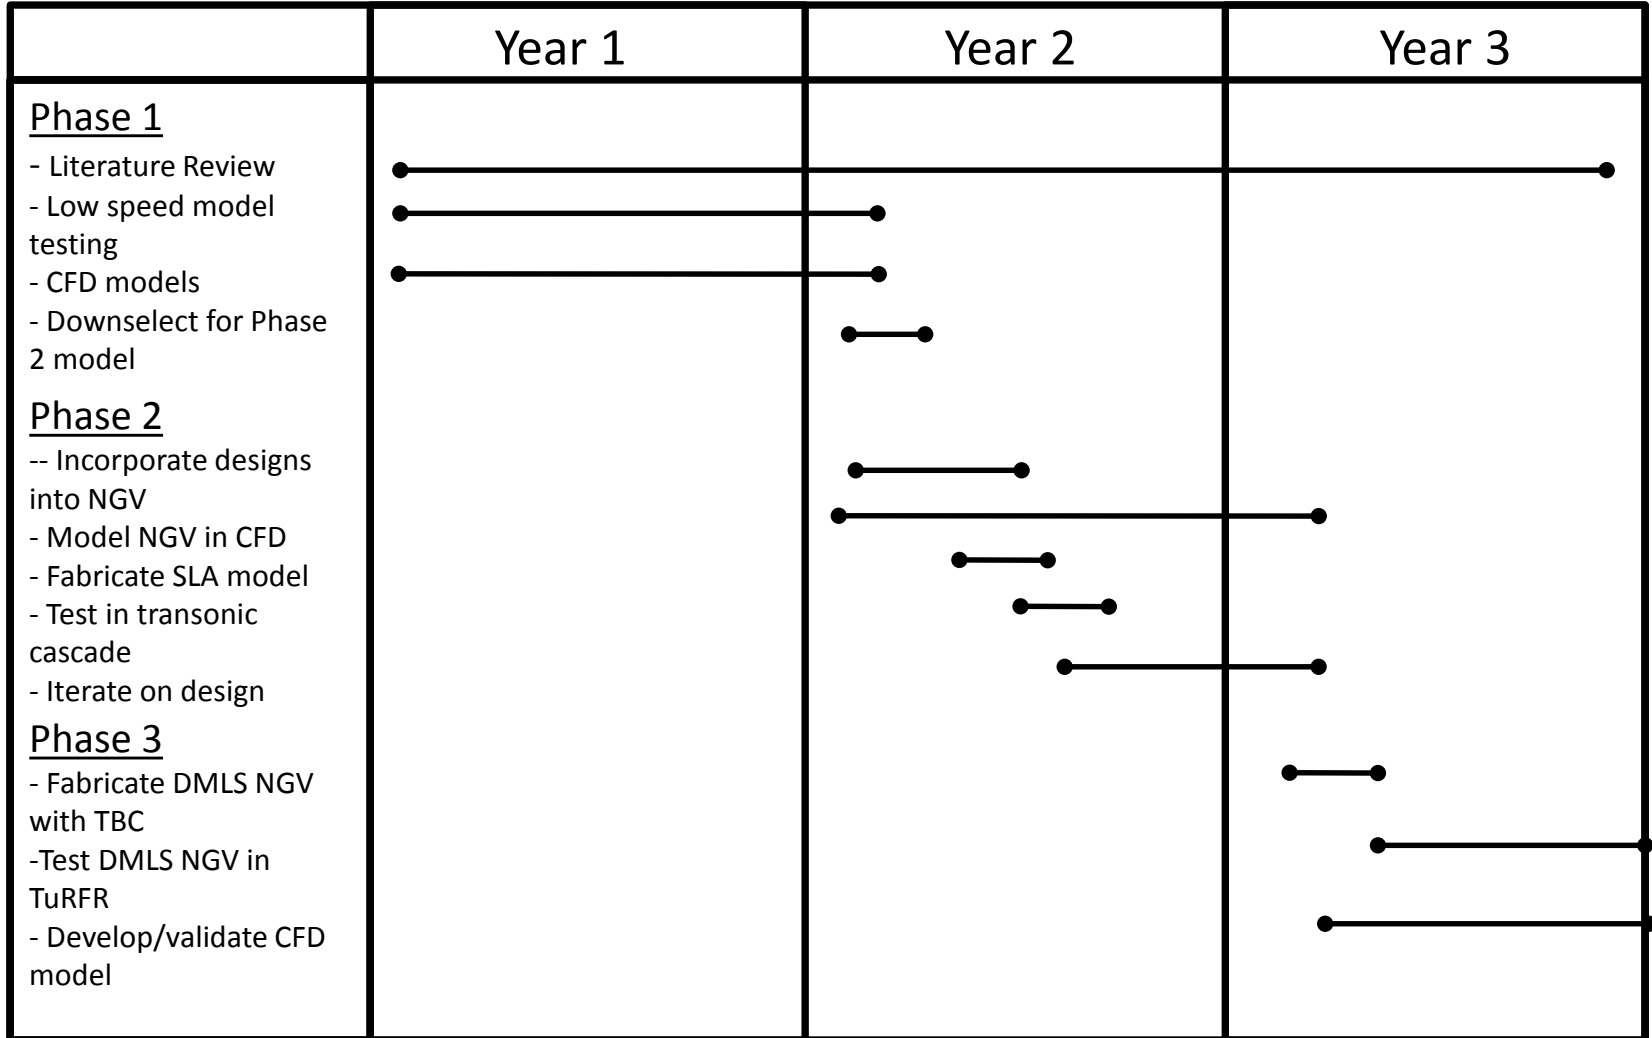 Year 1
Year 2
Year 3
Phase 1
- Literature Review
- Low speed model
testing
- CFD models
- Downselect for Phase
2 model
Phase 2
-- Incorporate designs
into NGV
- Model NGV in CFD
- Fabricate SLA model
- Test in transonic
cascade
- Iterate on design
Phase 3
- Fabricate DMLS NGV
with TBC
-Test DMLS NGV in
TuRFR
- Develop/validate CFD
model